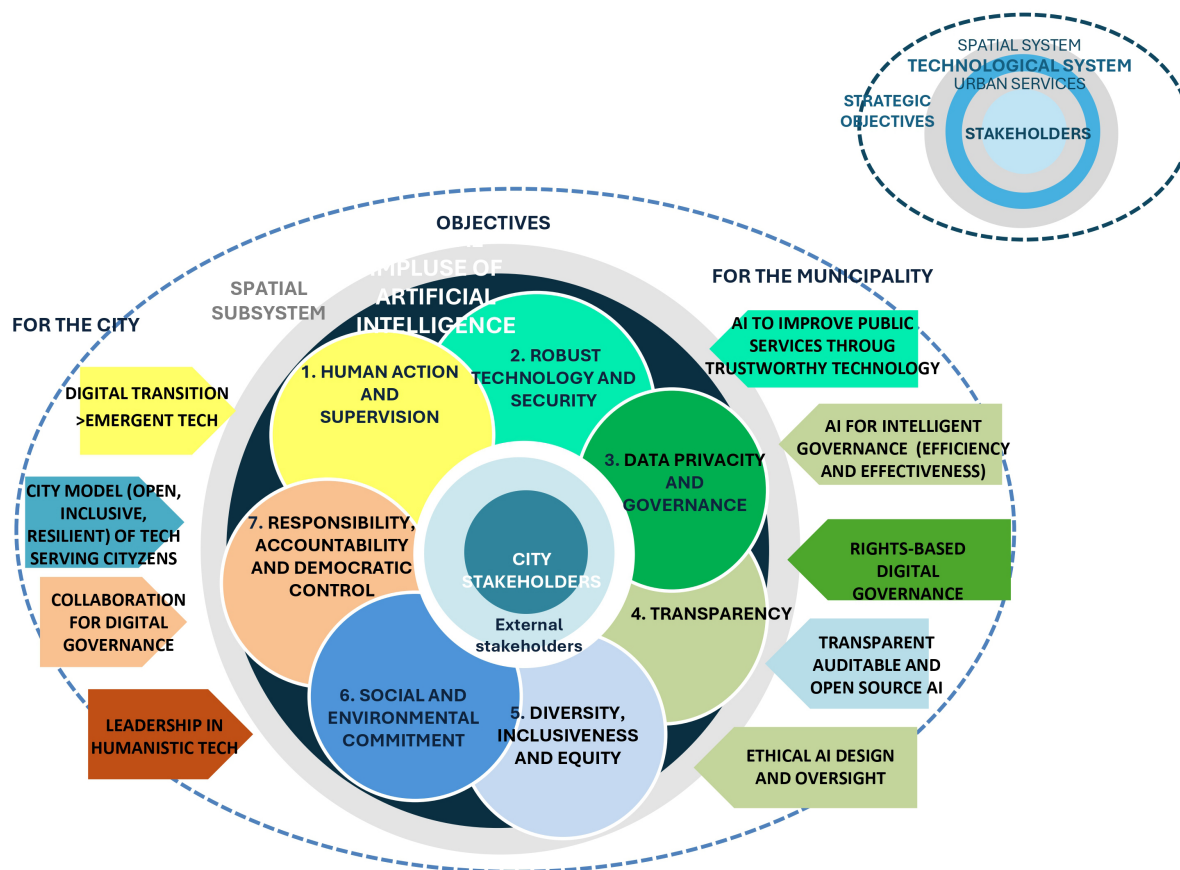 SPATIAL SYSTEM
TECHNOLOGICAL SYSTEM
URBAN SERVICES
STRATEGIC
OBJECTIVES
STAKEHOLDERS
OBJECTIVES
FOR THE CITY
FOR THE MUNICIPALITY
SPATIAL
SUBSYSTEM
IMPLUSE OF
ARTIFICIAL
INTELLIGENCE
1. HUMAN ACTION
AND
SUPERVISION
2. ROBUST
TECHNOLOGY AND
SECURITY
3. DATA PRIVACITY
AND
GOVERNANCE
4. TRANSPARENCY
5. DIVERSITY,
INCLUSIVENESS
AND EQUITY
6. SOCIAL AND
ENVIRONMENTAL
COMMITMENT
7. RESPONSIBILITY,
ACCOUNTABILITY
AND DEMOCRATIC
CONTROL
CITY
STAKEHOLDERS
External
stakeholders
DIGITAL TRANSITION
>EMERGENT TECH
CITY MODEL (OPEN,
INCLUSIVE,
RESILIENT) OF TECH
SERVING CITYZENS
COLLABORATION
FOR DIGITAL
GOVERNANCE
LEADERSHIP IN
HUMANISTIC TECH
AI TO IMPROVE PUBLIC
SERVICES THROUG
TRUSTWORTHY TECHNOLOGY
AI FOR INTELLIGENT
GOVERNANCE (EFFICIENCY
AND EFFECTIVENESS)
RIGHTS-BASED
DIGITAL
GOVERNANCE
TRANSPARENT
AUDITABLE AND
OPEN SOURCE AI
ETHICAL AI DESIGN
AND OVERSIGHT